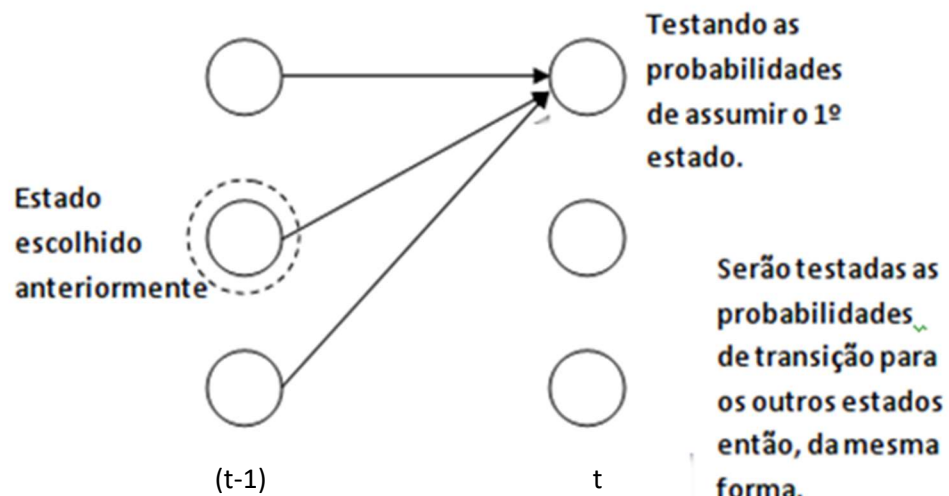 Testando as
probabilidades
de assumir o 1º
estado.
Estado
escolhido
anteriormente
Serão testadas as
probabilidades
de transição para
os outros estados
então, da mesma
forma.
(t-1)
t